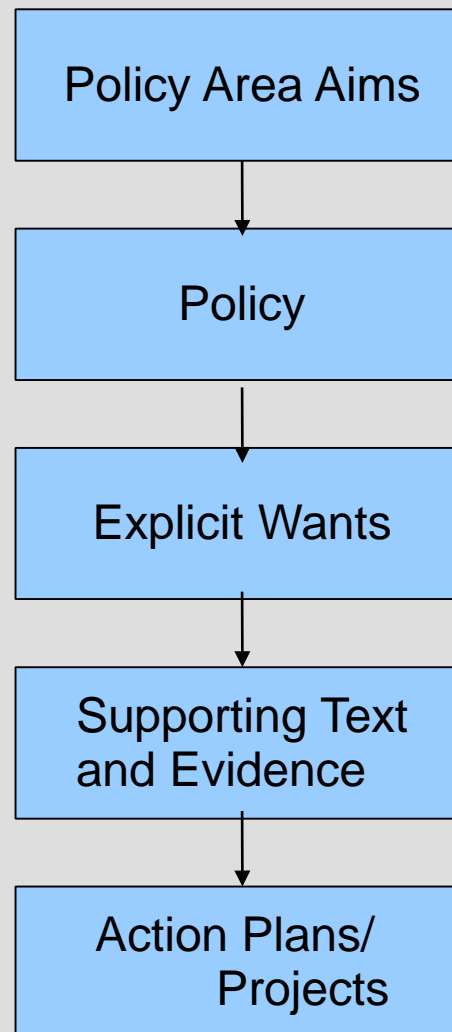 Policy Area Aims
Policy
Explicit Wants
Supporting Text
and Evidence
Action Plans/
Projects